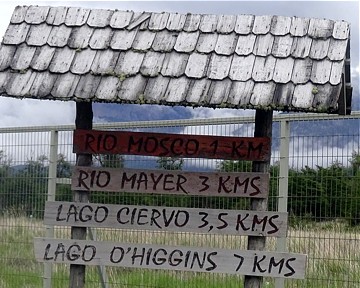 RIO MOSCO 1 KM
RIO MAYER 3 KMS
LAGO CIERVO 3,5 KMS
LAGO O'HIGGINS 7 KMS